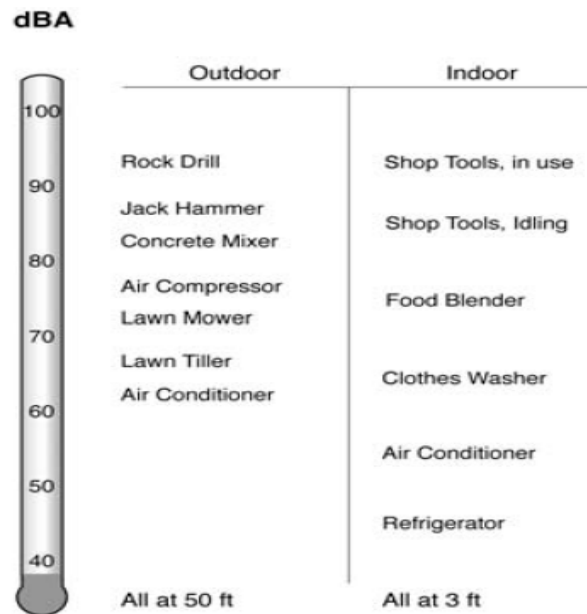 dBA
Outdoor Indoor
100
Rock Drill Shop Tools, in use
90
Jack Hammer Shop Tools, Idling
Concrete Mixer
80
Air Compressor Food Blender
Lawn Mower
70
Lawn Tiller Clothes Washer
Air Conditioner
60
Air Conditioner
50
Refrigerator
40
All at 50 ft All at 3 ft